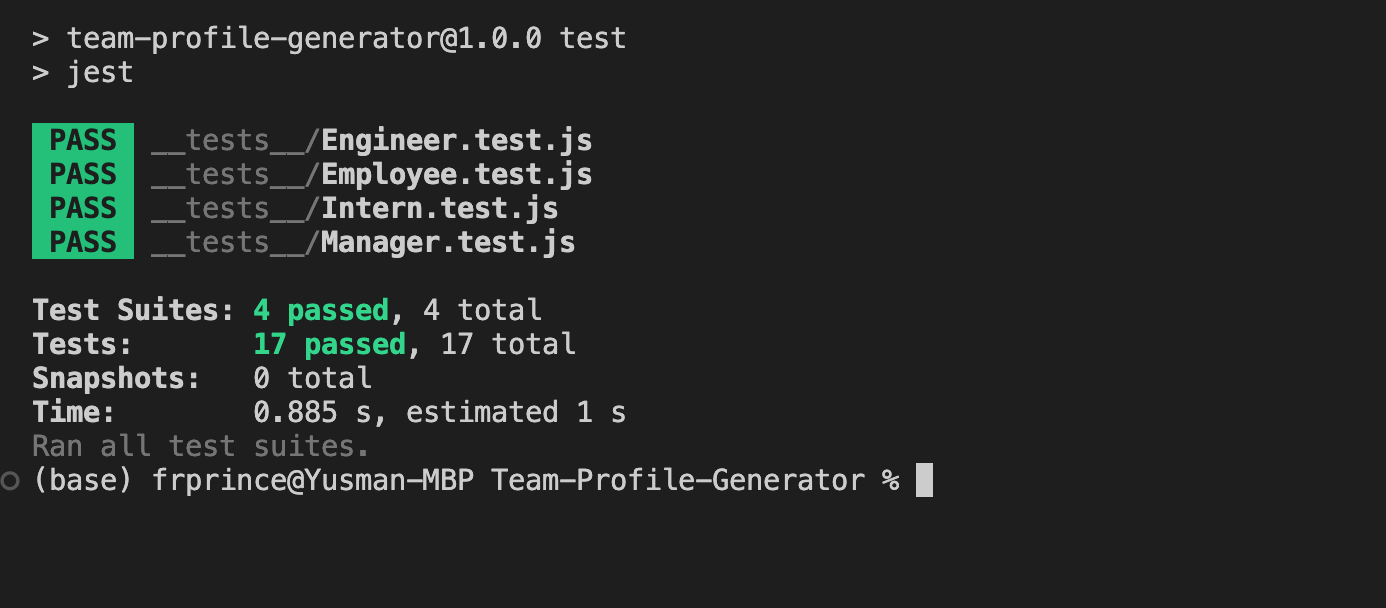 > team-profile-generator@1.0.0 test
> jest
PASS __tests__/Engineer.test.js
PASS __tests__/Employee.test.js
PASS __tests__/Intern.test.js
PASS __tests__/Manager.test.js
Test Suites: 4 passed, 4 total
Tests:       17 passed, 17 total
Snapshots:   0 total
Time:        0.885 s, estimated 1 s
Ran all test suites.
(base) frprince@Yusman-MBP Team-Profile-Generator %